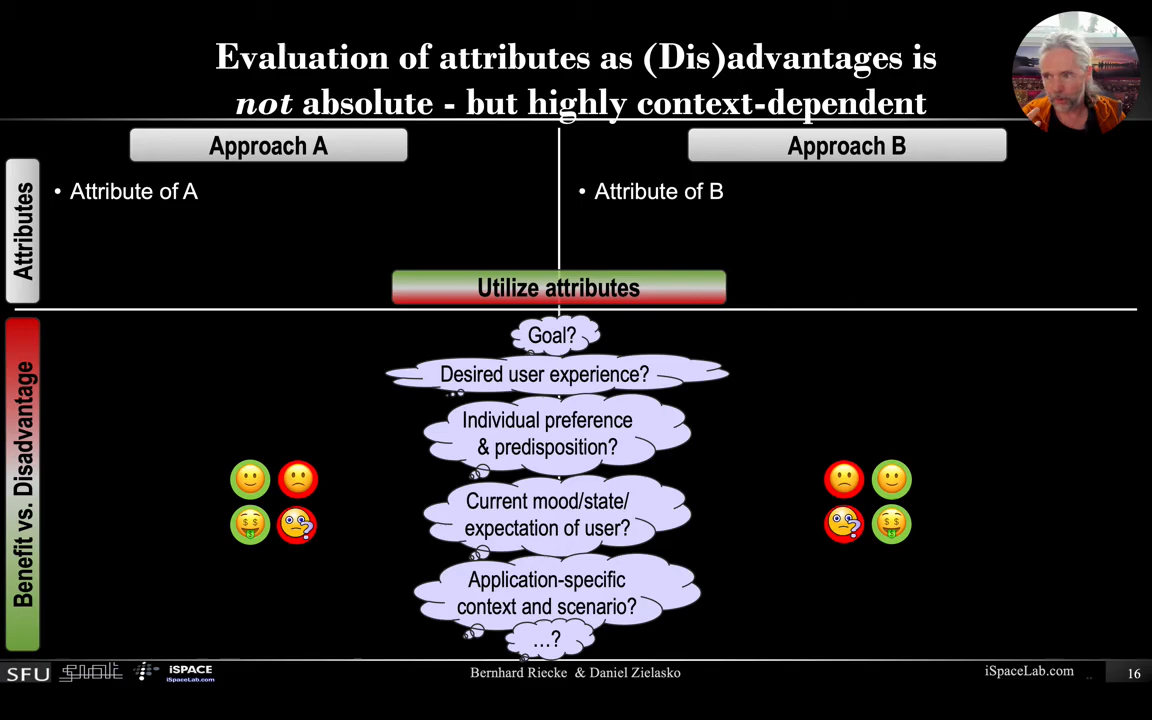 Evaluation of attributes as (Dis)advantages is
not absolute - but highly context-dependent
Approach A
Approach B
Attributes
• Attribute of A
• Attribute of B
Utilize attributes
Benefit vs. Disadvantage
Goal?
Desired user experience?
Individual preference
& predisposition?
Current mood/state/
expectation of user?
Application-specific
context and scenario?
...?
SFU
iSPACE
iSpaceLab.com
Bernhard Riecke & Daniel Zielasko
iSpaceLab.com
16